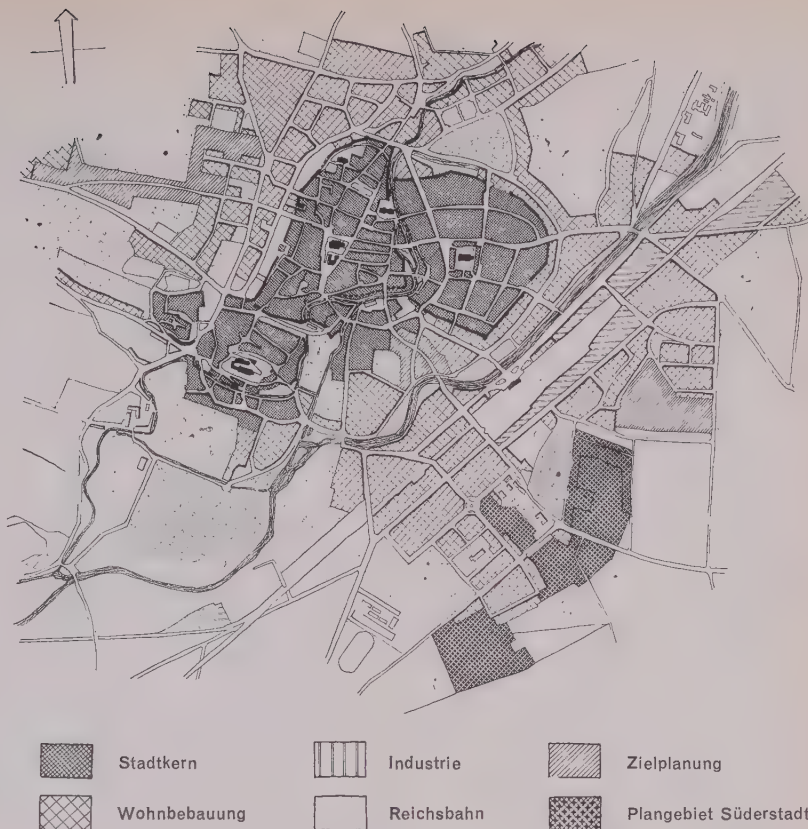 Stadtkern
Industrie
Zielplanung
Wohnbebauung
Reichsbahn
Plangebiet Süderstadt